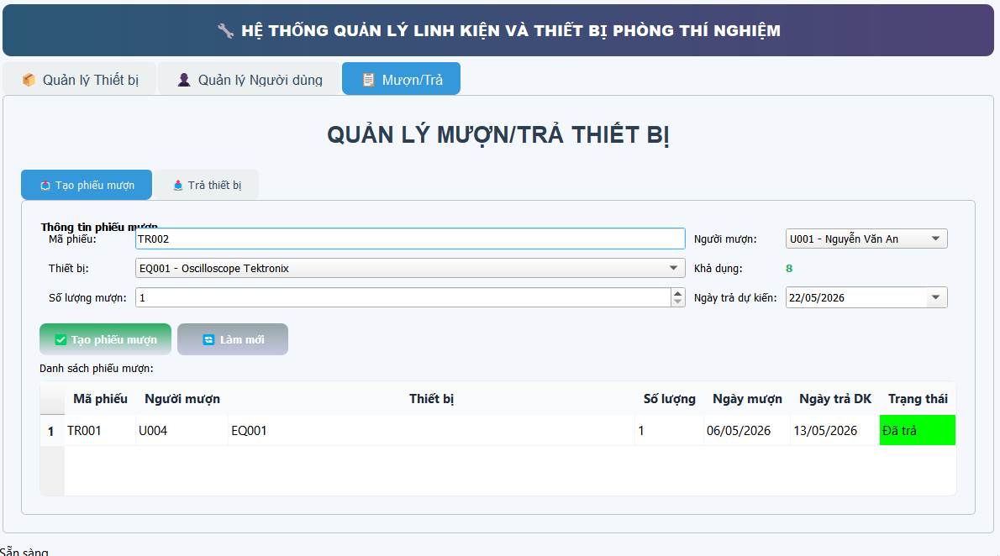 HỆ THỐNG QUẢN LÝ LINH KIỆN VÀ THIẾT BỊ PHÒNG THÍ NGHIỆM
Quản lý Thiết bị Quản lý Người dùng Mượn/Trả
QUẢN LÝ MƯỢN/TRẢ THIẾT BỊ
Tạo phiếu mượn Trả thiết bị
Thông tin phiếu mượn
Mã phiếu: TR002 Người mượn: U001 - Nguyễn Văn An
Thiết bị: EQ001 - Oscilloscope Tektronix Khả dụng: 8
Số lượng mượn: 1 Ngày trả dự kiến: 22/05/2026
Tạo phiếu mượn Làm mới
Danh sách phiếu mượn:
Mã phiếu Người mượn Thiết bị Số lượng Ngày mượn Ngày trả DK Trạng thái
1 TR001 U004 EQ001 1 06/05/2026 13/05/2026 Đã trả
Sẵn sàng